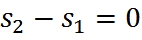 s₂ − s₁ = 0